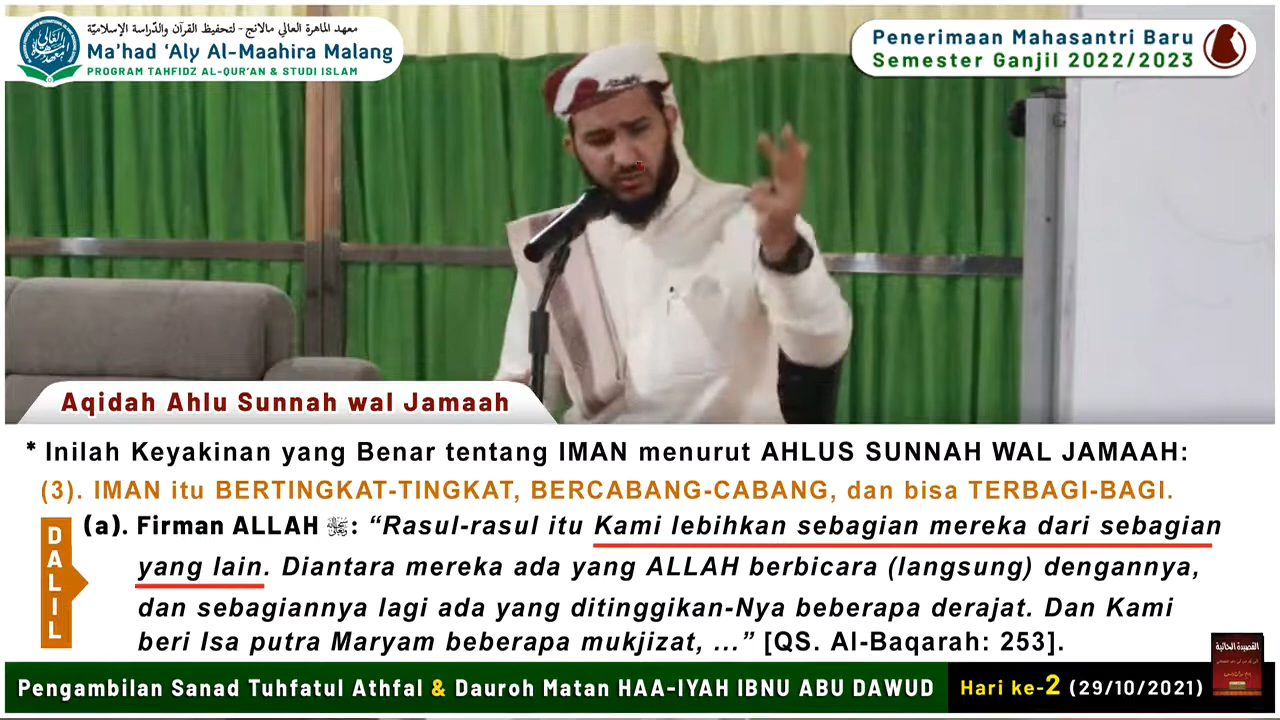 معهد الماهرة العالي مالانج - لتحفيظ القرآن والدّراسة الإسلاميّة
Ma'had 'Aly Al-Maahira Malang
PROGRAM TAHFIDZ AL-QUR'AN & STUDI ISLAM
Penerimaan Mahasantri Baru
Semester Ganjil 2022/2023
Aqidah Ahlu Sunnah wal Jamaah
* Inilah Keyakinan yang Benar tentang IMAN menurut AHLUS SUNNAH WAL JAMAAH:
(3). IMAN itu BERTINGKAT-TINGKAT, BERCABANG-CABANG, dan bisa TERBAGI-BAGI.
DALIL
(a). Firman ALLAH ﷻ: “Rasul-rasul itu Kami lebihkan sebagian mereka dari sebagian
yang lain. Diantara mereka ada yang ALLAH berbicara (langsung) dengannya,
dan sebagiannya lagi ada yang ditinggikan-Nya beberapa derajat. Dan Kami
beri Isa putra Maryam beberapa mukjizat, ...” [QS. Al-Baqarah: 253].
القصيدة الحائية
Pengambilan Sanad Tuhfatul Athfal & Dauroh Matan HAA-IYAH IBNU ABU DAWUD
Hari ke-2 (29/10/2021)